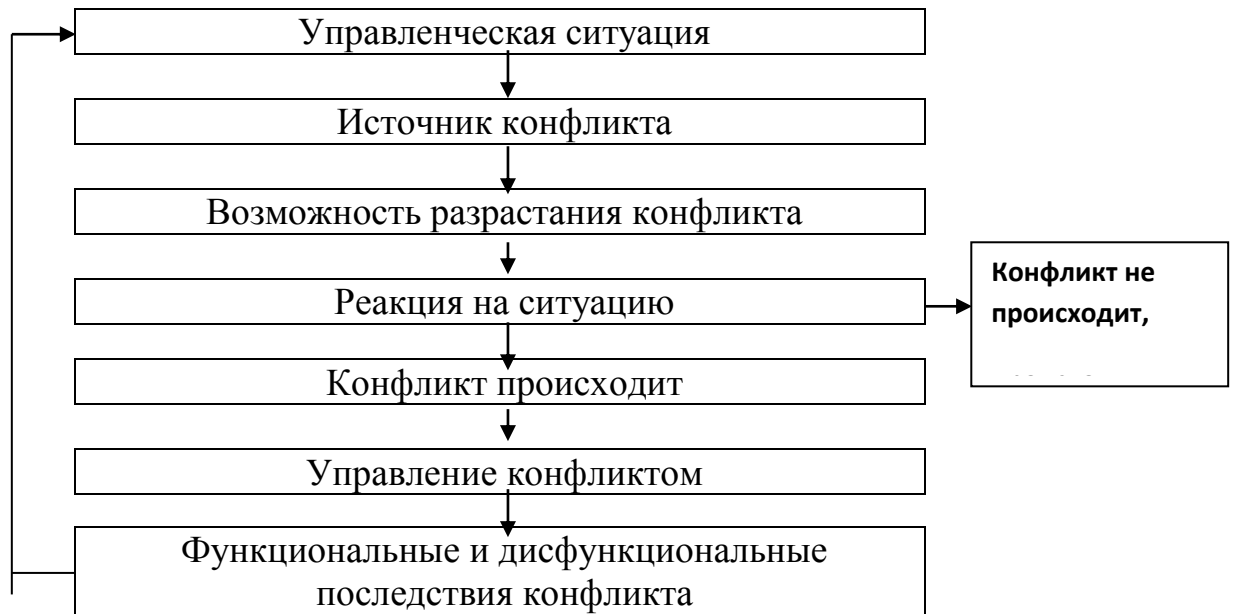 Управленческая ситуация
Источник конфликта
Возможность разрастания конфликта
Реакция на ситуацию
Конфликт не
происходит,
Конфликт происходит
Управление конфликтом
Функциональные и дисфункциональные
последствия конфликта